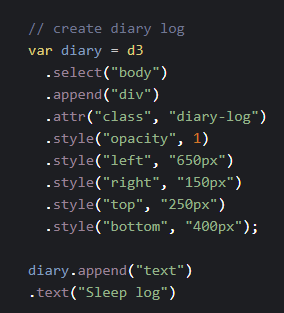 // create diary log
var diary = d3
.select("body")
.append("div")
.attr("class", "diary-log")
.style("opacity", 1)
.style("left", "650px")
.style("right", "150px")
.style("top", "250px")
.style("bottom", "400px");
diary.append("text")
.text("Sleep log")